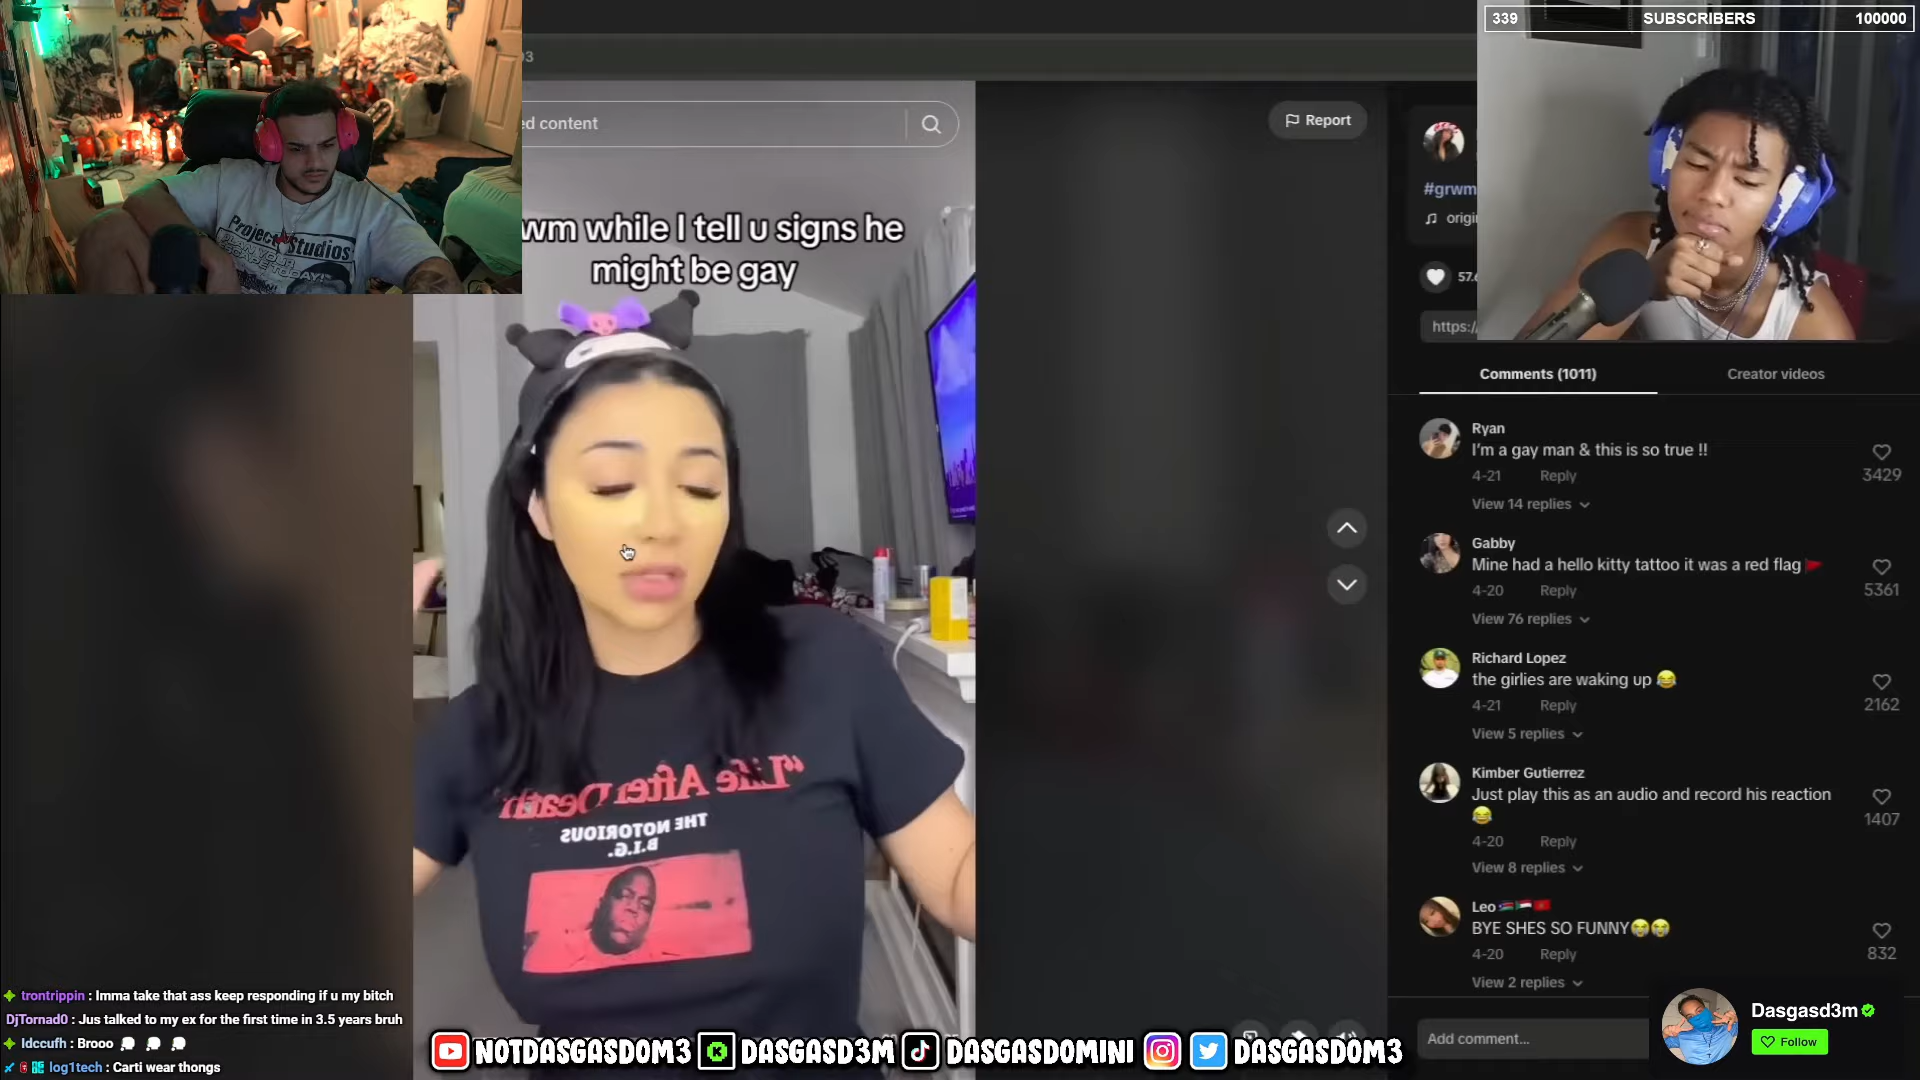 339 SUBSCRIBERS 100000
ed content
Report
#grwm
origi
57.6
https:/
wm while I tell u signs he
might be gay
Project Studios
"Life After Death"
THE NOTORIOUS
B.I.G.
Comments (1011)
Creator videos
Ryan
I'm a gay man & this is so true !!
3429
4-21 Reply
View 14 replies
Gabby
Mine had a hello kitty tattoo it was a red flag🚩
5361
4-20 Reply
View 76 replies
Richard Lopez
the girlies are waking up 😂
2162
4-21 Reply
View 5 replies
Kimber Gutierrez
Just play this as an audio and record his reaction
😂
1407
4-20 Reply
View 8 replies
Leo
BYE SHES SO FUNNY😭😭
832
4-20 Reply
View 2 replies
Add comment...
Dasgasd3m
Follow
trontrippin : Imma take that ass keep responding if u my bitch
DjTornad0 : Jus talked to my ex for the first time in 3.5 years bruh
Idccufh : Brooo 💭 💭 💭
log1tech : Carti wear thongs
NOTDASGASDOM3 DASGASD3M DASGASDOMINI DASGASDOM3